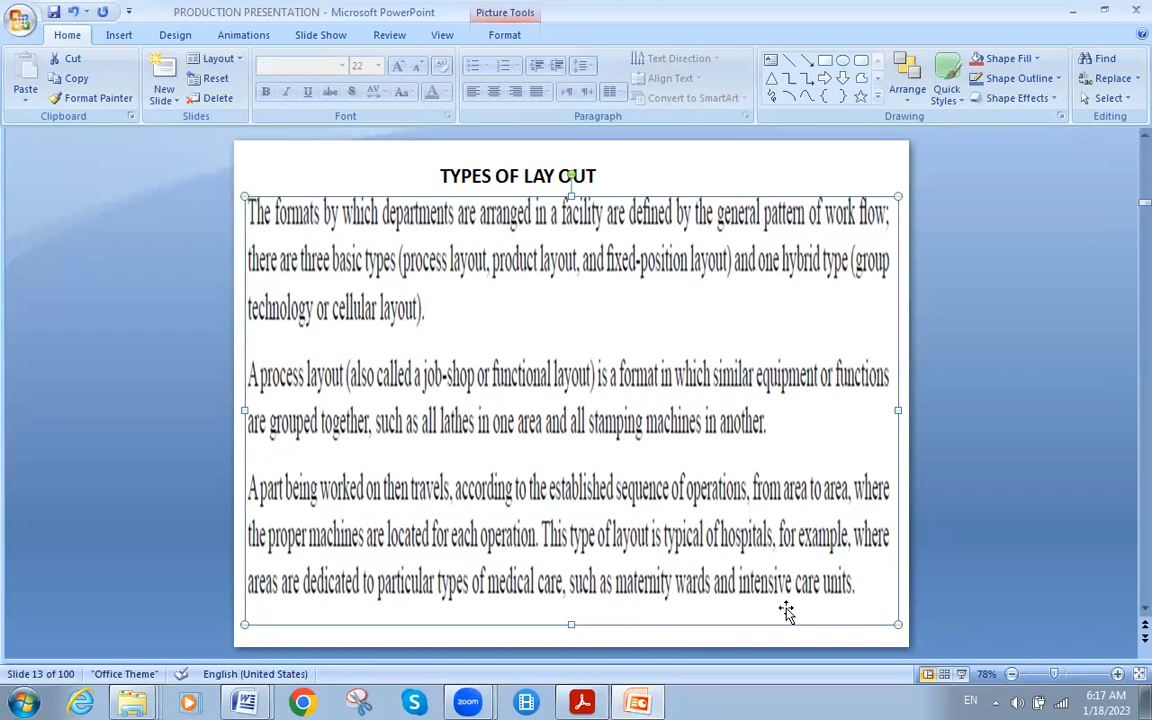 PRODUCTION PRESENTATION - Microsoft PowerPoint
Picture Tools
Home Insert Design Animations Slide Show Review View Format
Cut
Copy
Format Painter
Paste
Clipboard
New
Slide
Layout
Reset
Delete
Slides
22
B I U abe S AV Aa A
Font
Text Direction
Align Text
Convert to SmartArt
Paragraph
Arrange
Quick
Styles
Shape Fill
Shape Outline
Shape Effects
Drawing
Find
Replace
Select
Editing
TYPES OF LAY OUT
The formats by which departments are arranged in a facility are defined by the general pattern of work flow;
there are three basic types (process layout, product layout, and fixed-position layout) and one hybrid type (group
technology or cellular layout).
A process layout (also called a job-shop or functional layout) is a format in which similar equipment or functions
are grouped together, such as all lathes in one area and all stamping machines in another.
A part being worked on then travels, according to the established sequence of operations, from area to area, where
the proper machines are located for each operation. This type of layout is typical of hospitals, for example, where
areas are dedicated to particular types of medical care, such as maternity wards and intensive care units.
Slide 13 of 100 "Office Theme" English (United States) 78%
zoom
EN
6:17 AM
1/18/2023